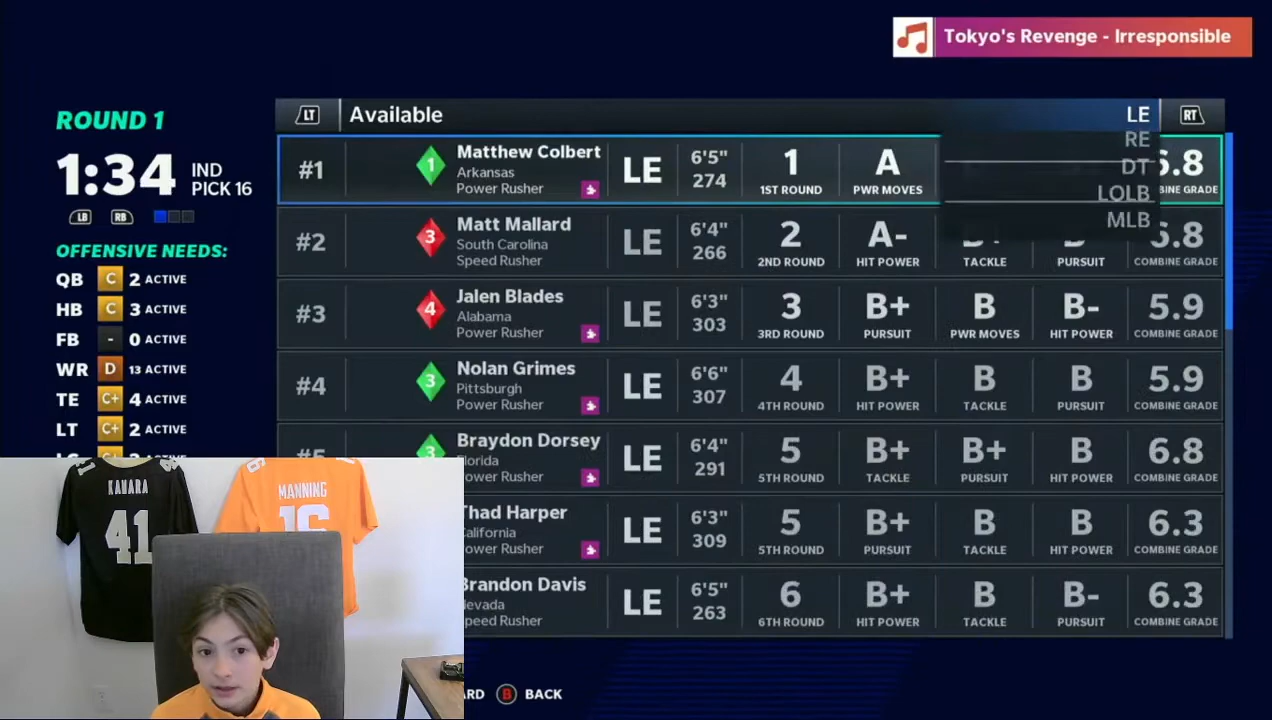 Tokyo's Revenge - Irresponsible
ROUND 1
1:34 IND PICK 16
LB RB
OFFENSIVE NEEDS:
QB C 2 ACTIVE
HB C 3 ACTIVE
FB - 0 ACTIVE
WR D 13 ACTIVE
TE C+ 4 ACTIVE
LT C+ 2 ACTIVE
LT Available LE RT
RE
DT
LOLB
MLB
#1 1 Matthew Colbert Arkansas Power Rusher LE 6'5" 274 1 1ST ROUND A PWR MOVES 6.8 COMBINE GRADE
#2 3 Matt Mallard South Carolina Speed Rusher LE 6'4" 266 2 2ND ROUND A- HIT POWER TACKLE PURSUIT 6.8 COMBINE GRADE
#3 4 Jalen Blades Alabama Power Rusher LE 6'3" 303 3 3RD ROUND B+ PURSUIT B PWR MOVES B- HIT POWER 5.9 COMBINE GRADE
#4 3 Nolan Grimes Pittsburgh Power Rusher LE 6'6" 307 4 4TH ROUND B+ HIT POWER B TACKLE B PURSUIT 5.9 COMBINE GRADE
#5 3 Braydon Dorsey Florida Power Rusher LE 6'4" 291 5 5TH ROUND B+ TACKLE B+ PURSUIT B HIT POWER 6.8 COMBINE GRADE
Thad Harper California Power Rusher LE 6'3" 309 5 5TH ROUND B+ PURSUIT B TACKLE B HIT POWER 6.3 COMBINE GRADE
Brandon Davis Nevada Speed Rusher LE 6'5" 263 6 6TH ROUND B+ HIT POWER B TACKLE B- PURSUIT 6.3 COMBINE GRADE
KAMARA
41
MANNING
16
B BACK